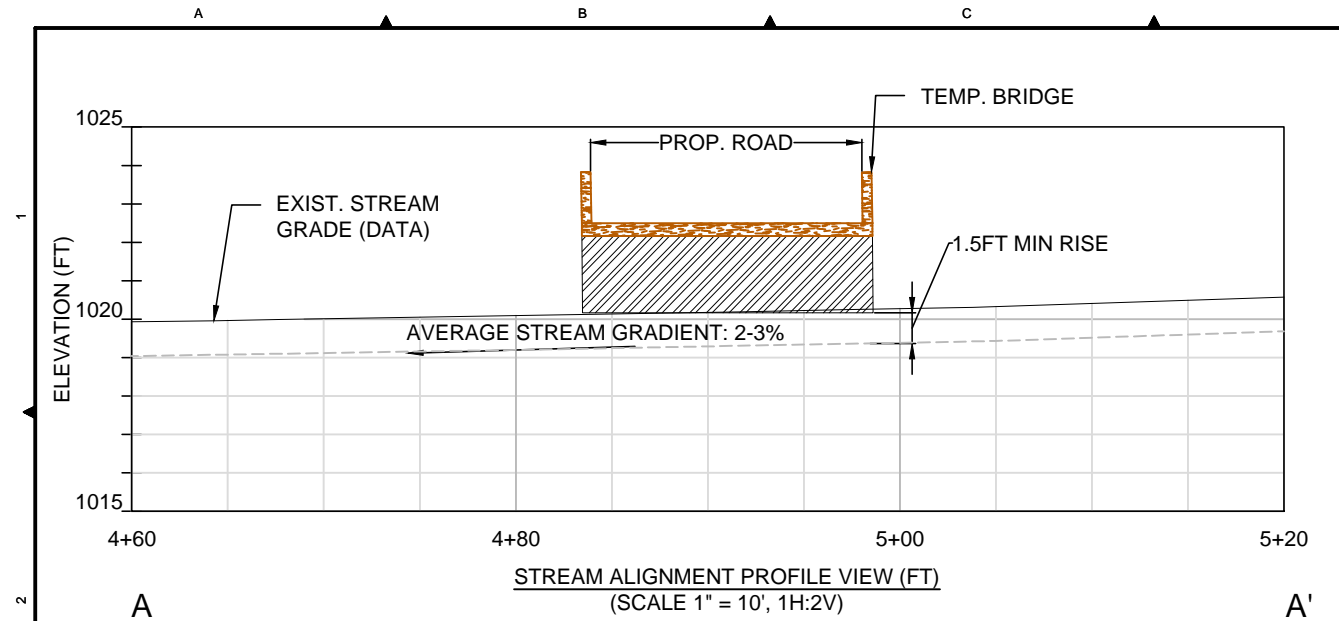 A B C
1025
TEMP. BRIDGE
PROP. ROAD
1
EXIST. STREAM
GRADE (DATA)
1.5FT MIN RISE
ELEVATION (FT)
1020
AVERAGE STREAM GRADIENT: 2-3%
1015
4+60 4+80 5+00 5+20
STREAM ALIGNMENT PROFILE VIEW (FT)
(SCALE 1" = 10', 1H:2V)
2
A A'